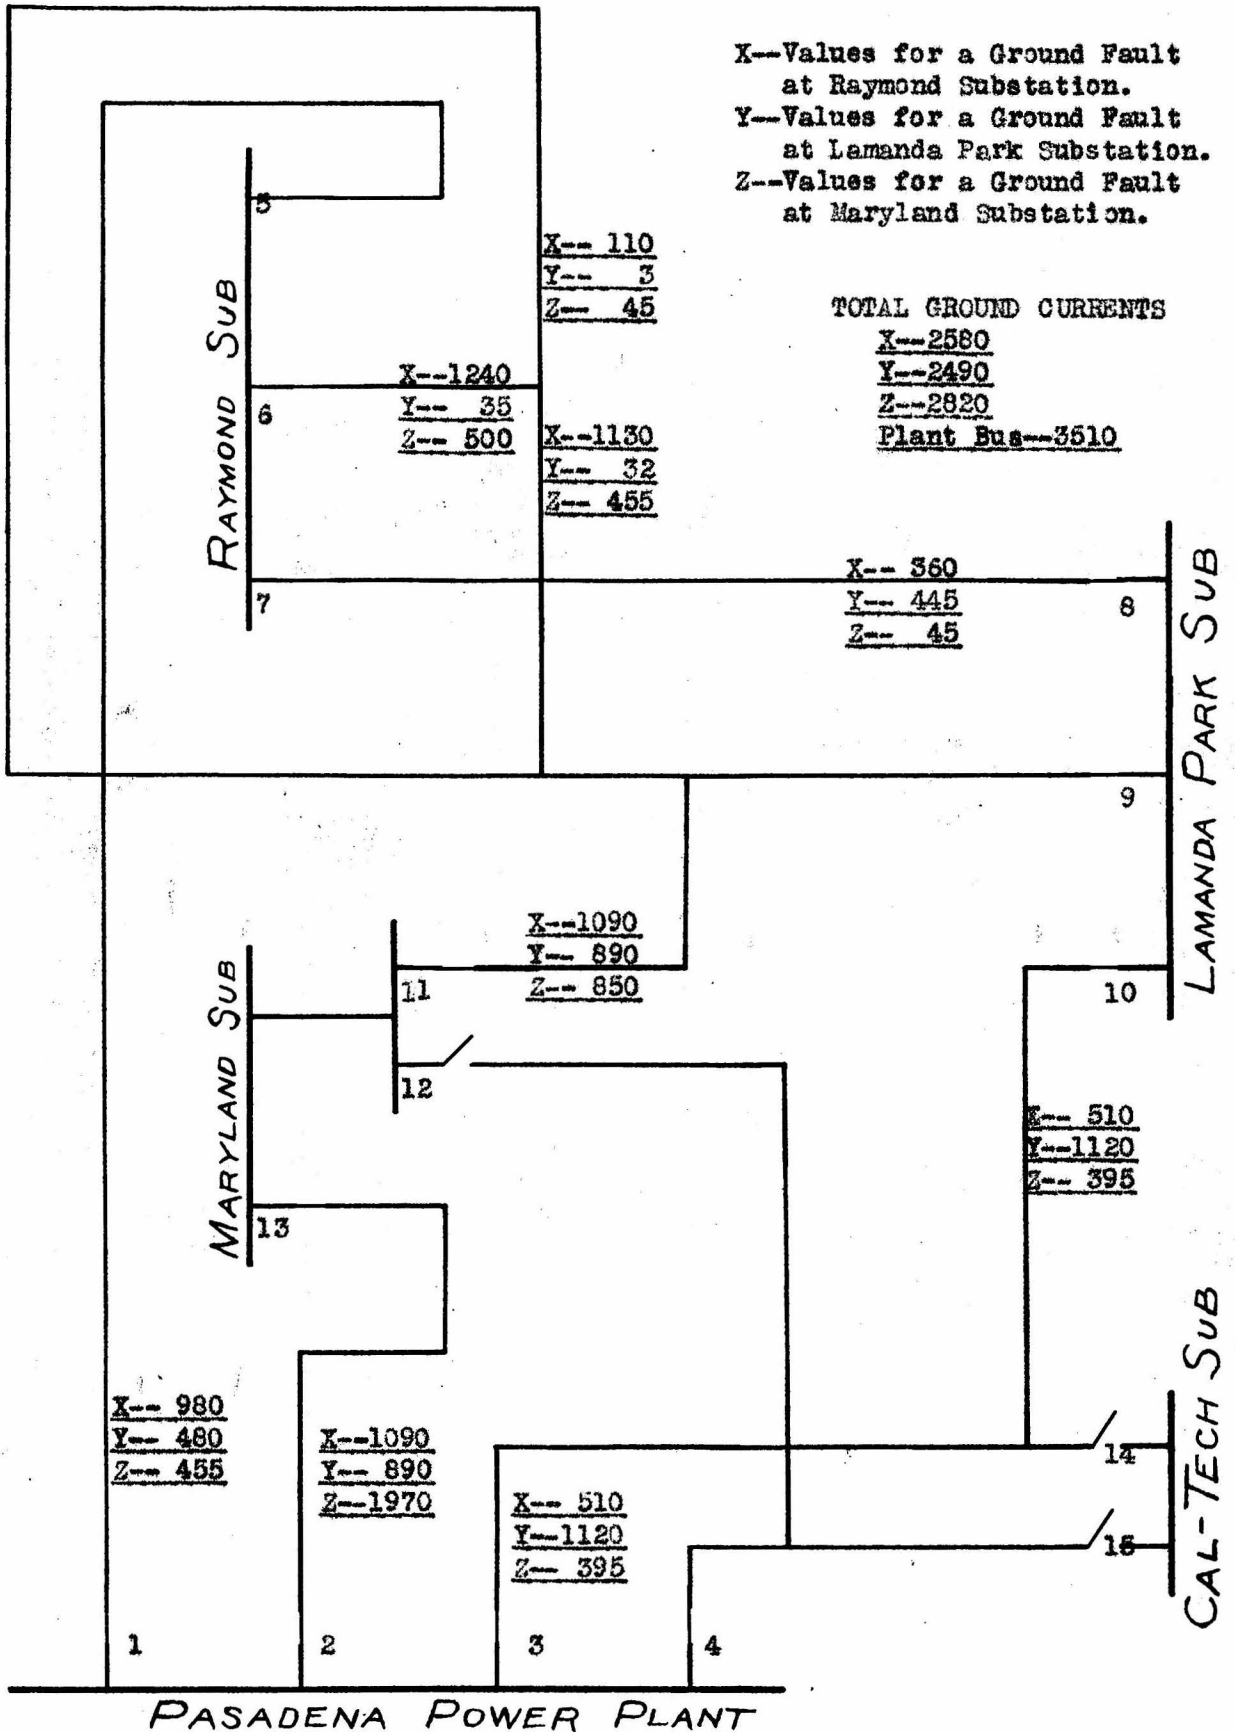 X--Values for a Ground Fault
at Raymond Substation.
Y--Values for a Ground Fault
at Lamanda Park Substation.
Z--Values for a Ground Fault
at Maryland Substation.
TOTAL GROUND CURRENTS
X--2580
Y--2490
Z--2820
Plant Bus--3510
5
RAYMOND SUB
X-- 110
Y-- 3
Z-- 45
6
X--1240
Y-- 35
Z-- 500
X--1130
Y-- 32
Z-- 455
7
X-- 360
Y-- 445
Z-- 45
8
LAMANDA PARK SUB
9
X--1090
Y-- 890
Z-- 850
11
10
MARYLAND SUB
12
X-- 510
Y--1120
Z-- 395
13
X-- 980
Y-- 480
Z-- 455
X--1090
Y-- 890
Z--1970
X-- 510
Y--1120
Z-- 395
14
15
CAL-TECH SUB
1
2
3
4
PASADENA POWER PLANT